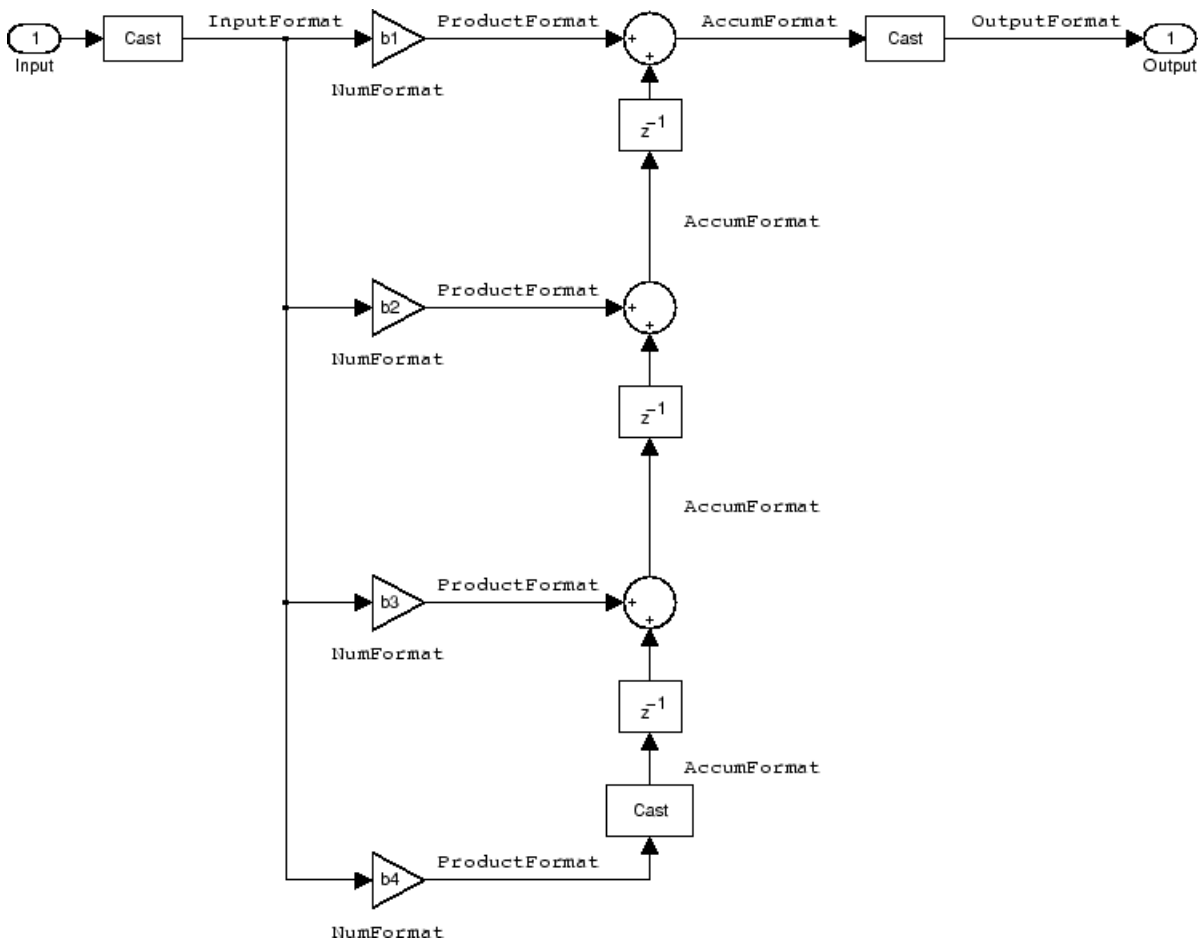 InputFormat ProductFormat AccumFormat OutputFormat
1 Cast b1 + + Cast 1
Input Output
NumFormat
z⁻¹
AccumFormat
ProductFormat
b2 + +
NumFormat
z⁻¹
AccumFormat
ProductFormat
b3 + +
NumFormat
z⁻¹
AccumFormat
Cast
ProductFormat
b4
NumFormat